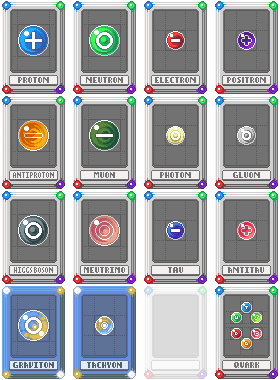 PROTON
NEUTRON
ELECTRON
POSITRON
ANTIPROTON
MUON
PHOTON
GLUON
HIGGSBOSON
NEUTRINO
TAU
ANTITAU
GRAVITON
TACHYON
QUARK